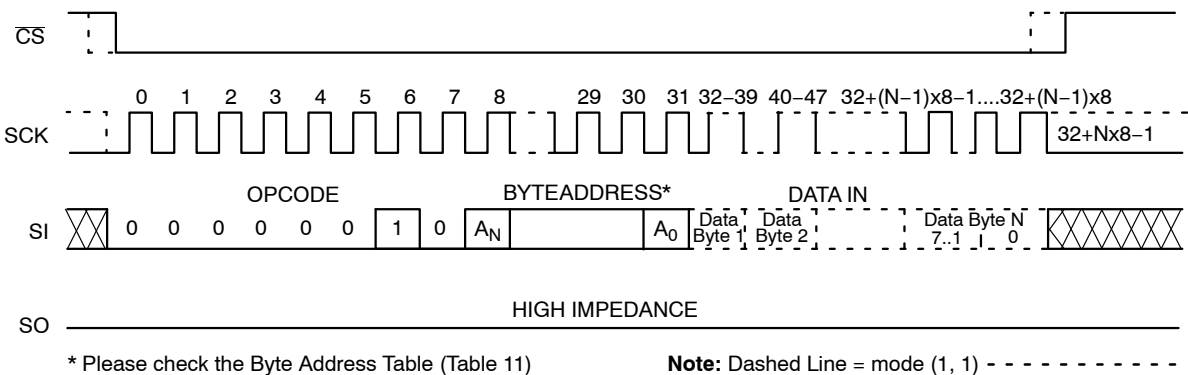 CS
0 1 2 3 4 5 6 7 8 29 30 31 32–39 40–47 32+(N–1)x8–1....32+(N–1)x8
SCK
32+Nx8–1
OPCODE BYTEADDRESS* DATA IN
SI 0 0 0 0 0 0 1 0 AN A0 Data Byte 1 Data Byte 2 Data Byte N 7..1 0
HIGH IMPEDANCE
SO
* Please check the Byte Address Table (Table 11) Note: Dashed Line = mode (1, 1)